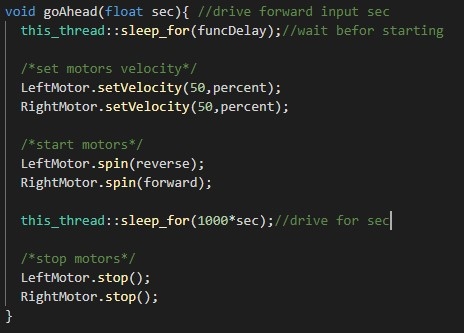 void goAhead(float sec){ //drive forward input sec
this_thread::sleep_for(funcDelay);//wait befor starting
/*set motors velocity*/
LeftMotor.setVelocity(50,percent);
RightMotor.setVelocity(50,percent);
/*start motors*/
LeftMotor.spin(reverse);
RightMotor.spin(forward);
this_thread::sleep_for(1000*sec);//drive for sec
/*stop motors*/
LeftMotor.stop();
RightMotor.stop();
}